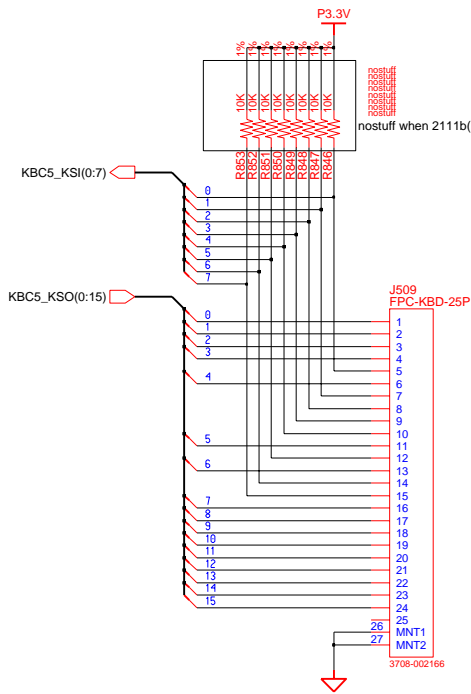 P3.3V
1% 1% 1% 1% 1% 1% 1% 1%
10K 10K 10K 10K 10K 10K 10K 10K
nostuff
nostuff
nostuff
nostuff
nostuff
nostuff
nostuff
nostuff
nostuff when 2111b(
R853 R852 R851 R850 R849 R848 R847 R846
KBC5_KSI(0:7)
0
1
2
3
4
5
6
7
KBC5_KSO(0:15)
0
1
2
3
4
5
6
7
8
9
10
11
12
13
14
15
J509
FPC-KBD-25P
1
2
3
4
5
6
7
8
9
10
11
12
13
14
15
16
17
18
19
20
21
22
23
24
25
26 MNT1
27 MNT2
3708-002166